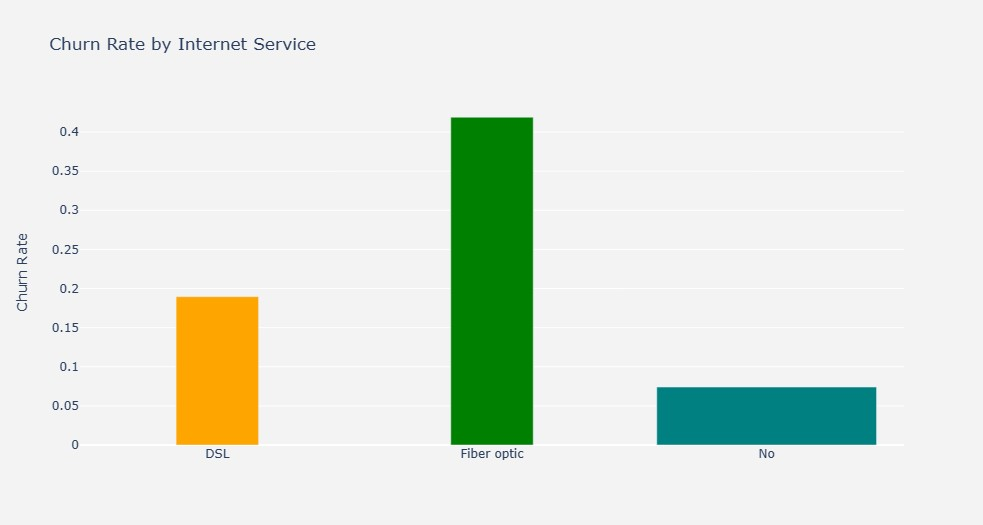 Churn Rate by Internet Service
Churn Rate
0.4
0.35
0.3
0.25
0.2
0.15
0.1
0.05
0
DSL
Fiber optic
No